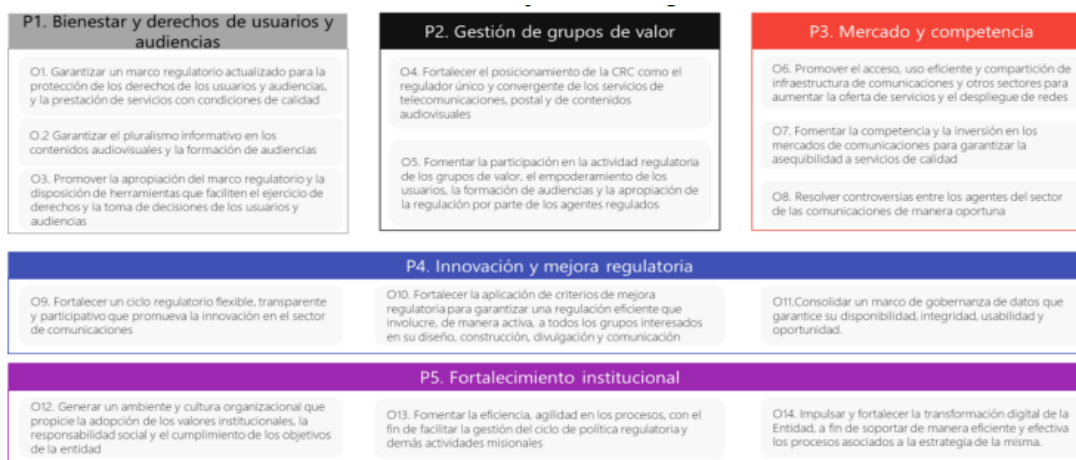 P1. Bienestar y derechos de usuarios y
audiencias
O1. Garantizar un marco regulatorio actualizado para la
protección de los derechos de los usuarios y audiencias,
y la prestación de servicios con condiciones de calidad
O.2 Garantizar el pluralismo informativo en los
contenidos audiovisuales y la formación de audiencias
O3. Promover la apropiación del marco regulatorio y la
disposición de herramientas que faciliten el ejercicio de
derechos y la toma de decisiones de los usuarios y
audiencias
P2. Gestión de grupos de valor
O4. Fortalecer el posicionamiento de la CRC como el
regulador único y convergente de los servicios de
telecomunicaciones, postal y de contenidos
audiovisuales
O5. Fomentar la participación en la actividad regulatoria
de los grupos de valor, el empoderamiento de los
usuarios, la formación de audiencias y la apropiación de
la regulación por parte de los agentes regulados
P3. Mercado y competencia
O6. Promover el acceso, uso eficiente y compartición de
infraestructura de comunicaciones y otros sectores para
aumentar la oferta de servicios y el despliegue de redes
O7. Fomentar la competencia y la inversión en los
mercados de comunicaciones para garantizar la
asequibilidad a servicios de calidad
O8. Resolver controversias entre los agentes del sector
de las comunicaciones de manera oportuna
P4. Innovación y mejora regulatoria
O9. Fortalecer un ciclo regulatorio flexible, transparente
y participativo que promueva la innovación en el sector
de comunicaciones
O10. Fortalecer la aplicación de criterios de mejora
regulatoria para garantizar una regulación eficiente que
involucre, de manera activa, a todos los grupos interesados
en su diseño, construcción, divulgación y comunicación
O11.Consolidar un marco de gobernanza de datos que
garantice su disponibilidad, integridad, usabilidad y
oportunidad.
P5. Fortalecimiento institucional
O12. Generar un ambiente y cultura organizacional que
propicie la adopción de los valores institucionales, la
responsabilidad social y el cumplimiento de los objetivos
de la entidad
O13. Fomentar la eficiencia, agilidad en los procesos, con el
fin de facilitar la gestión del ciclo de política regulatoria y
demás actividades misionales
O14. Impulsar y fortalecer la transformación digital de la
Entidad, a fin de soportar de manera eficiente y efectiva
los procesos asociados a la estrategia de la misma.